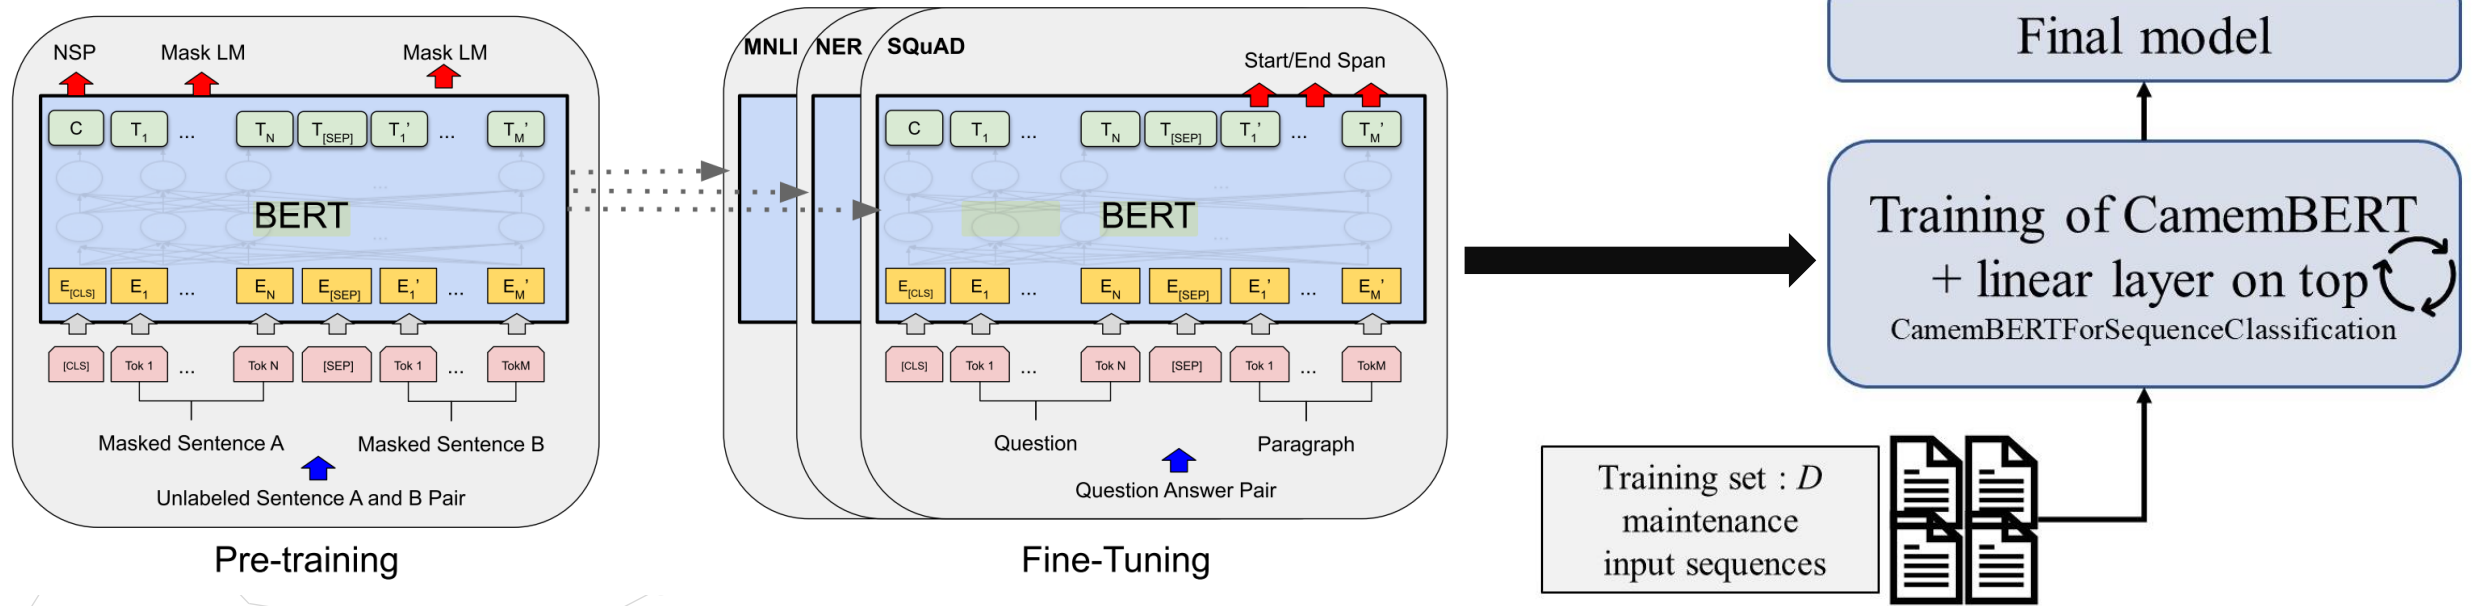 NSP Mask LM Mask LM
C T1 ... TN T[SEP] T1’ ... TM’
BERT
E[CLS] E1 ... EN E[SEP] E1’ ... EM’
[CLS] Tok 1 ... Tok N [SEP] Tok 1 ... TokM
Masked Sentence A Masked Sentence B
Unlabeled Sentence A and B Pair
Pre-training
MNLI NER SQuAD
Start/End Span
C T1 ... TN T[SEP] T1’ ... TM’
BERT
E[CLS] E1 ... EN E[SEP] E1’ ... EM’
[CLS] Tok 1 ... Tok N [SEP] Tok 1 ... TokM
Question Paragraph
Question Answer Pair
Fine-Tuning
Final model
Training of CamemBERT
+ linear layer on top
CamemBERTForSequenceClassification
Training set : D
maintenance
input sequences